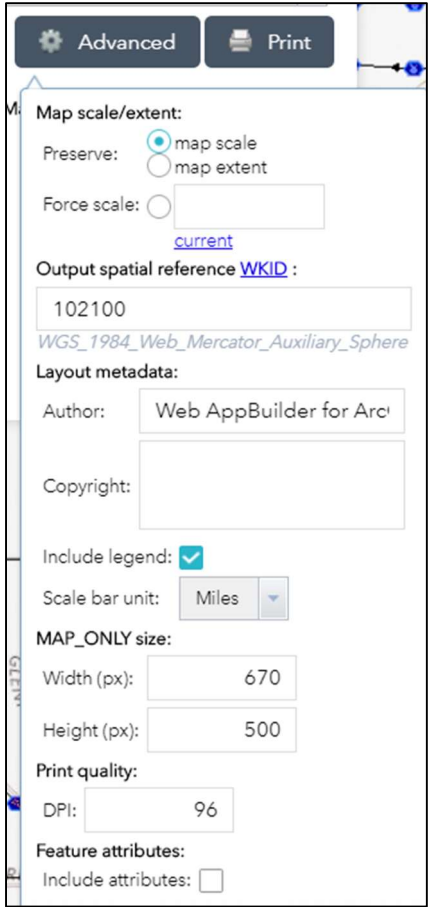 Advanced
Print
Map scale/extent:
Preserve: map scale
map extent
Force scale:
current
Output spatial reference WKID :
102100
WGS_1984_Web_Mercator_Auxiliary_Sphere
Layout metadata:
Author: Web AppBuilder for Arc
Copyright:
Include legend:
Scale bar unit: Miles
MAP_ONLY size:
Width (px): 670
Height (px): 500
Print quality:
DPI: 96
Feature attributes:
Include attributes: